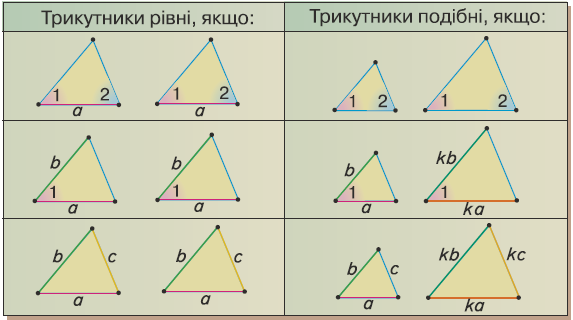 Трикутники рівні, якщо:
Трикутники подібні, якщо:
1 2 1 2
a a
1 2 1 2
b b
1 1
a a
b kb
1 1
a ka
b c b c
a a
b c kb kc
a ka